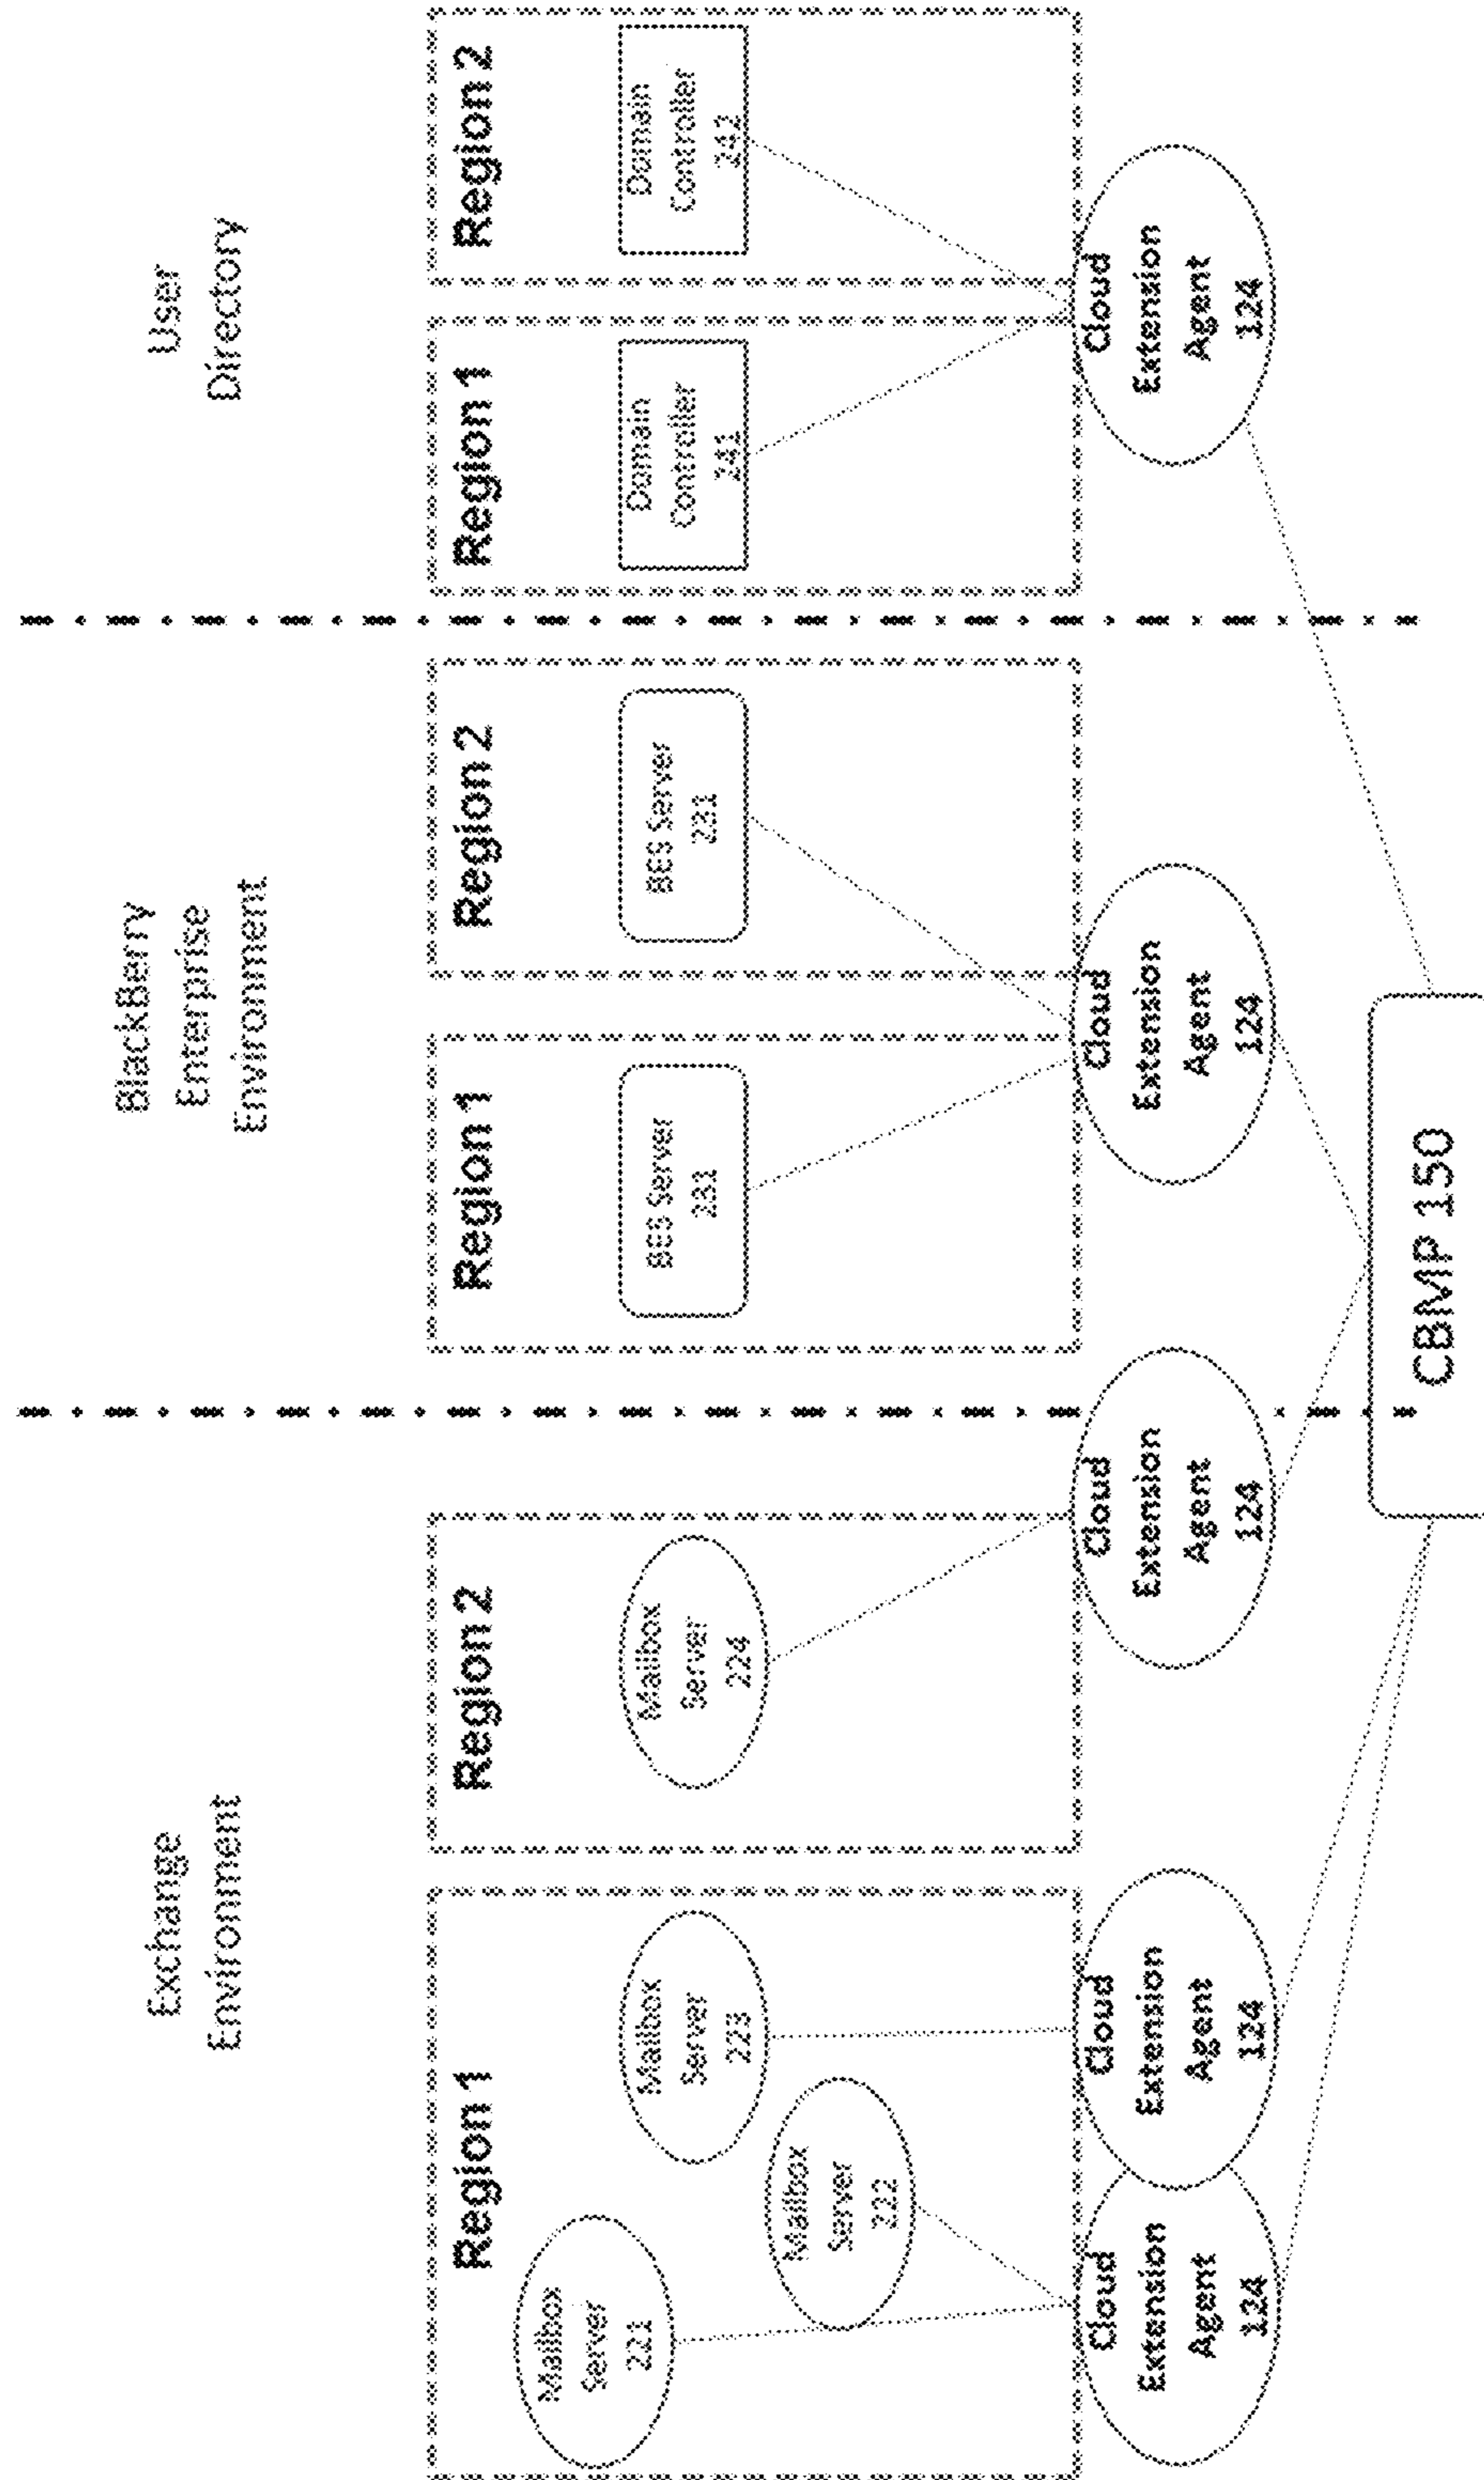 Exchange
Environment
BlackBerry
Enterprise
Environment
User
Directory
Region 1
Mailbox
Server
221
Mailbox
Server
222
Mailbox
Server
223
Region 2
Mailbox
Server
224
Region 1
BES Server
231
Region 2
BES Server
231
Region 1
Domain
Controller
241
Region 2
Domain
Controller
242
Cloud
Extension
Agent
124
Cloud
Extension
Agent
124
Cloud
Extension
Agent
124
Cloud
Extension
Agent
124
Cloud
Extension
Agent
124
CBMP 150